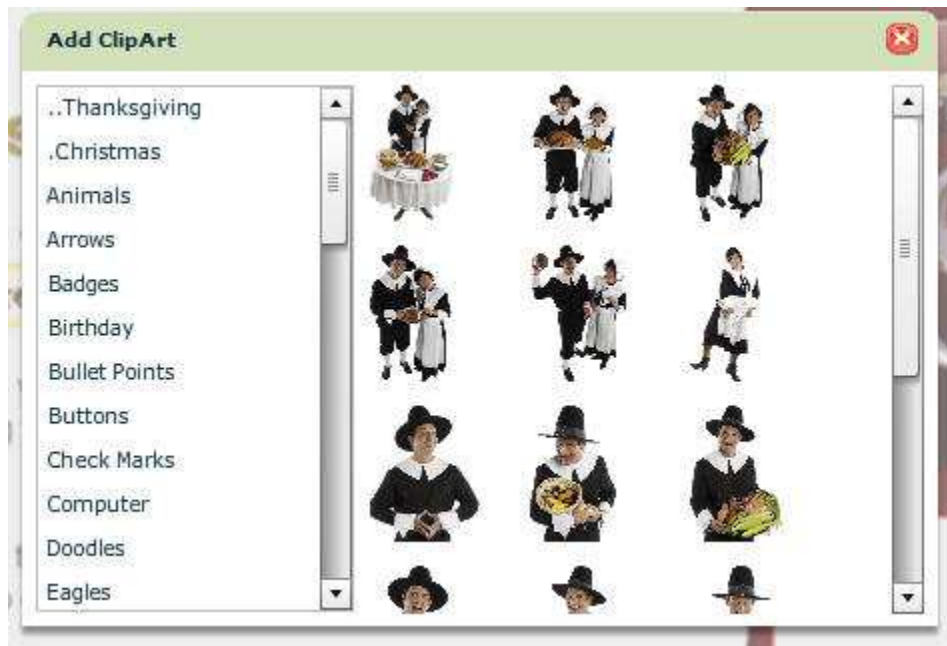 Add ClipArt
..Thanksgiving
.Christmas
Animals
Arrows
Badges
Birthday
Bullet Points
Buttons
Check Marks
Computer
Doodles
Eagles